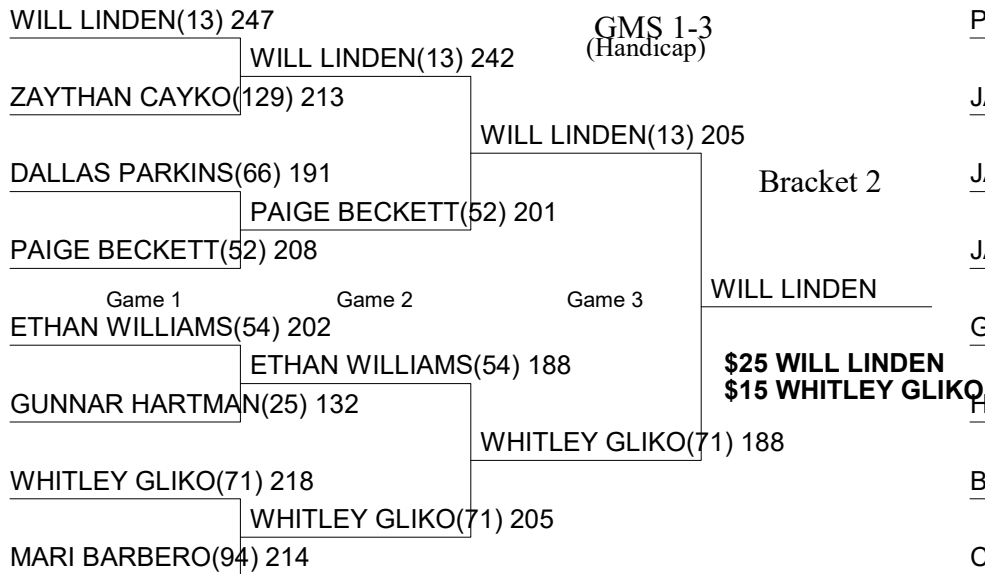 WILL LINDEN(13) 247
GMS 1-3
(Handicap)
WILL LINDEN(13) 242
ZAYTHAN CAYKO(129) 213
WILL LINDEN(13) 205
DALLAS PARKINS(66) 191
Bracket 2
PAIGE BECKETT(52) 201
PAIGE BECKETT(52) 208
Game 1
Game 2
Game 3
WILL LINDEN
ETHAN WILLIAMS(54) 202
ETHAN WILLIAMS(54) 188
$25 WILL LINDEN
$15 WHITLEY GLIKO
GUNNAR HARTMAN(25) 132
WHITLEY GLIKO(71) 188
WHITLEY GLIKO(71) 218
WHITLEY GLIKO(71) 205
MARI BARBERO(94) 214